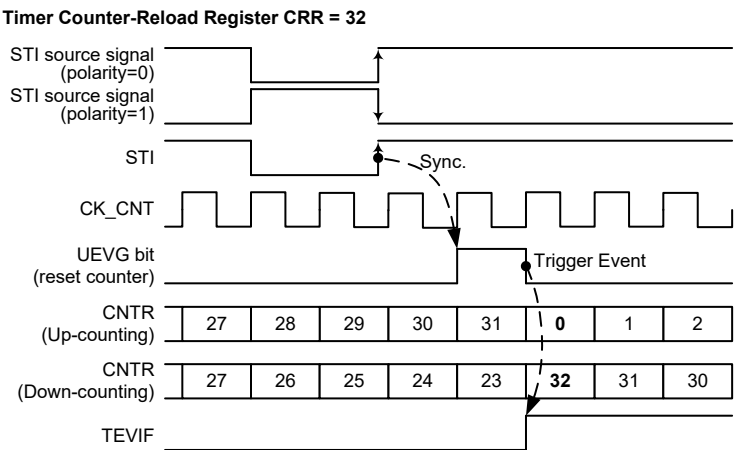 Timer Counter-Reload Register CRR = 32
STI source signal
(polarity=0)
STI source signal
(polarity=1)
STI
Sync.
CK_CNT
UEVG bit
(reset counter)
Trigger Event
CNTR
(Up-counting)
27 28 29 30 31 0 1 2
CNTR
(Down-counting)
27 26 25 24 23 32 31 30
TEVIF